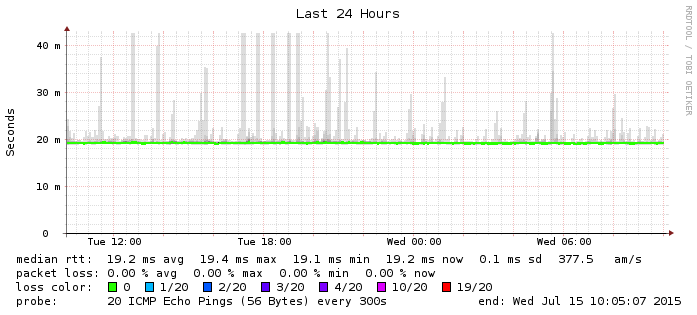 Last 24 Hours
RRDTOOL / TOBI OETIKER
Seconds
40 m
30 m
20 m
10 m
0
Tue 12:00 Tue 18:00 Wed 00:00 Wed 06:00
median rtt: 19.2 ms avg 19.4 ms max 19.1 ms min 19.2 ms now 0.1 ms sd 377.5 am/s
packet loss: 0.00 % avg 0.00 % max 0.00 % min 0.00 % now
loss color: 0 1/20 2/20 3/20 4/20 10/20 19/20
probe: 20 ICMP Echo Pings (56 Bytes) every 300s end: Wed Jul 15 10:05:07 2015